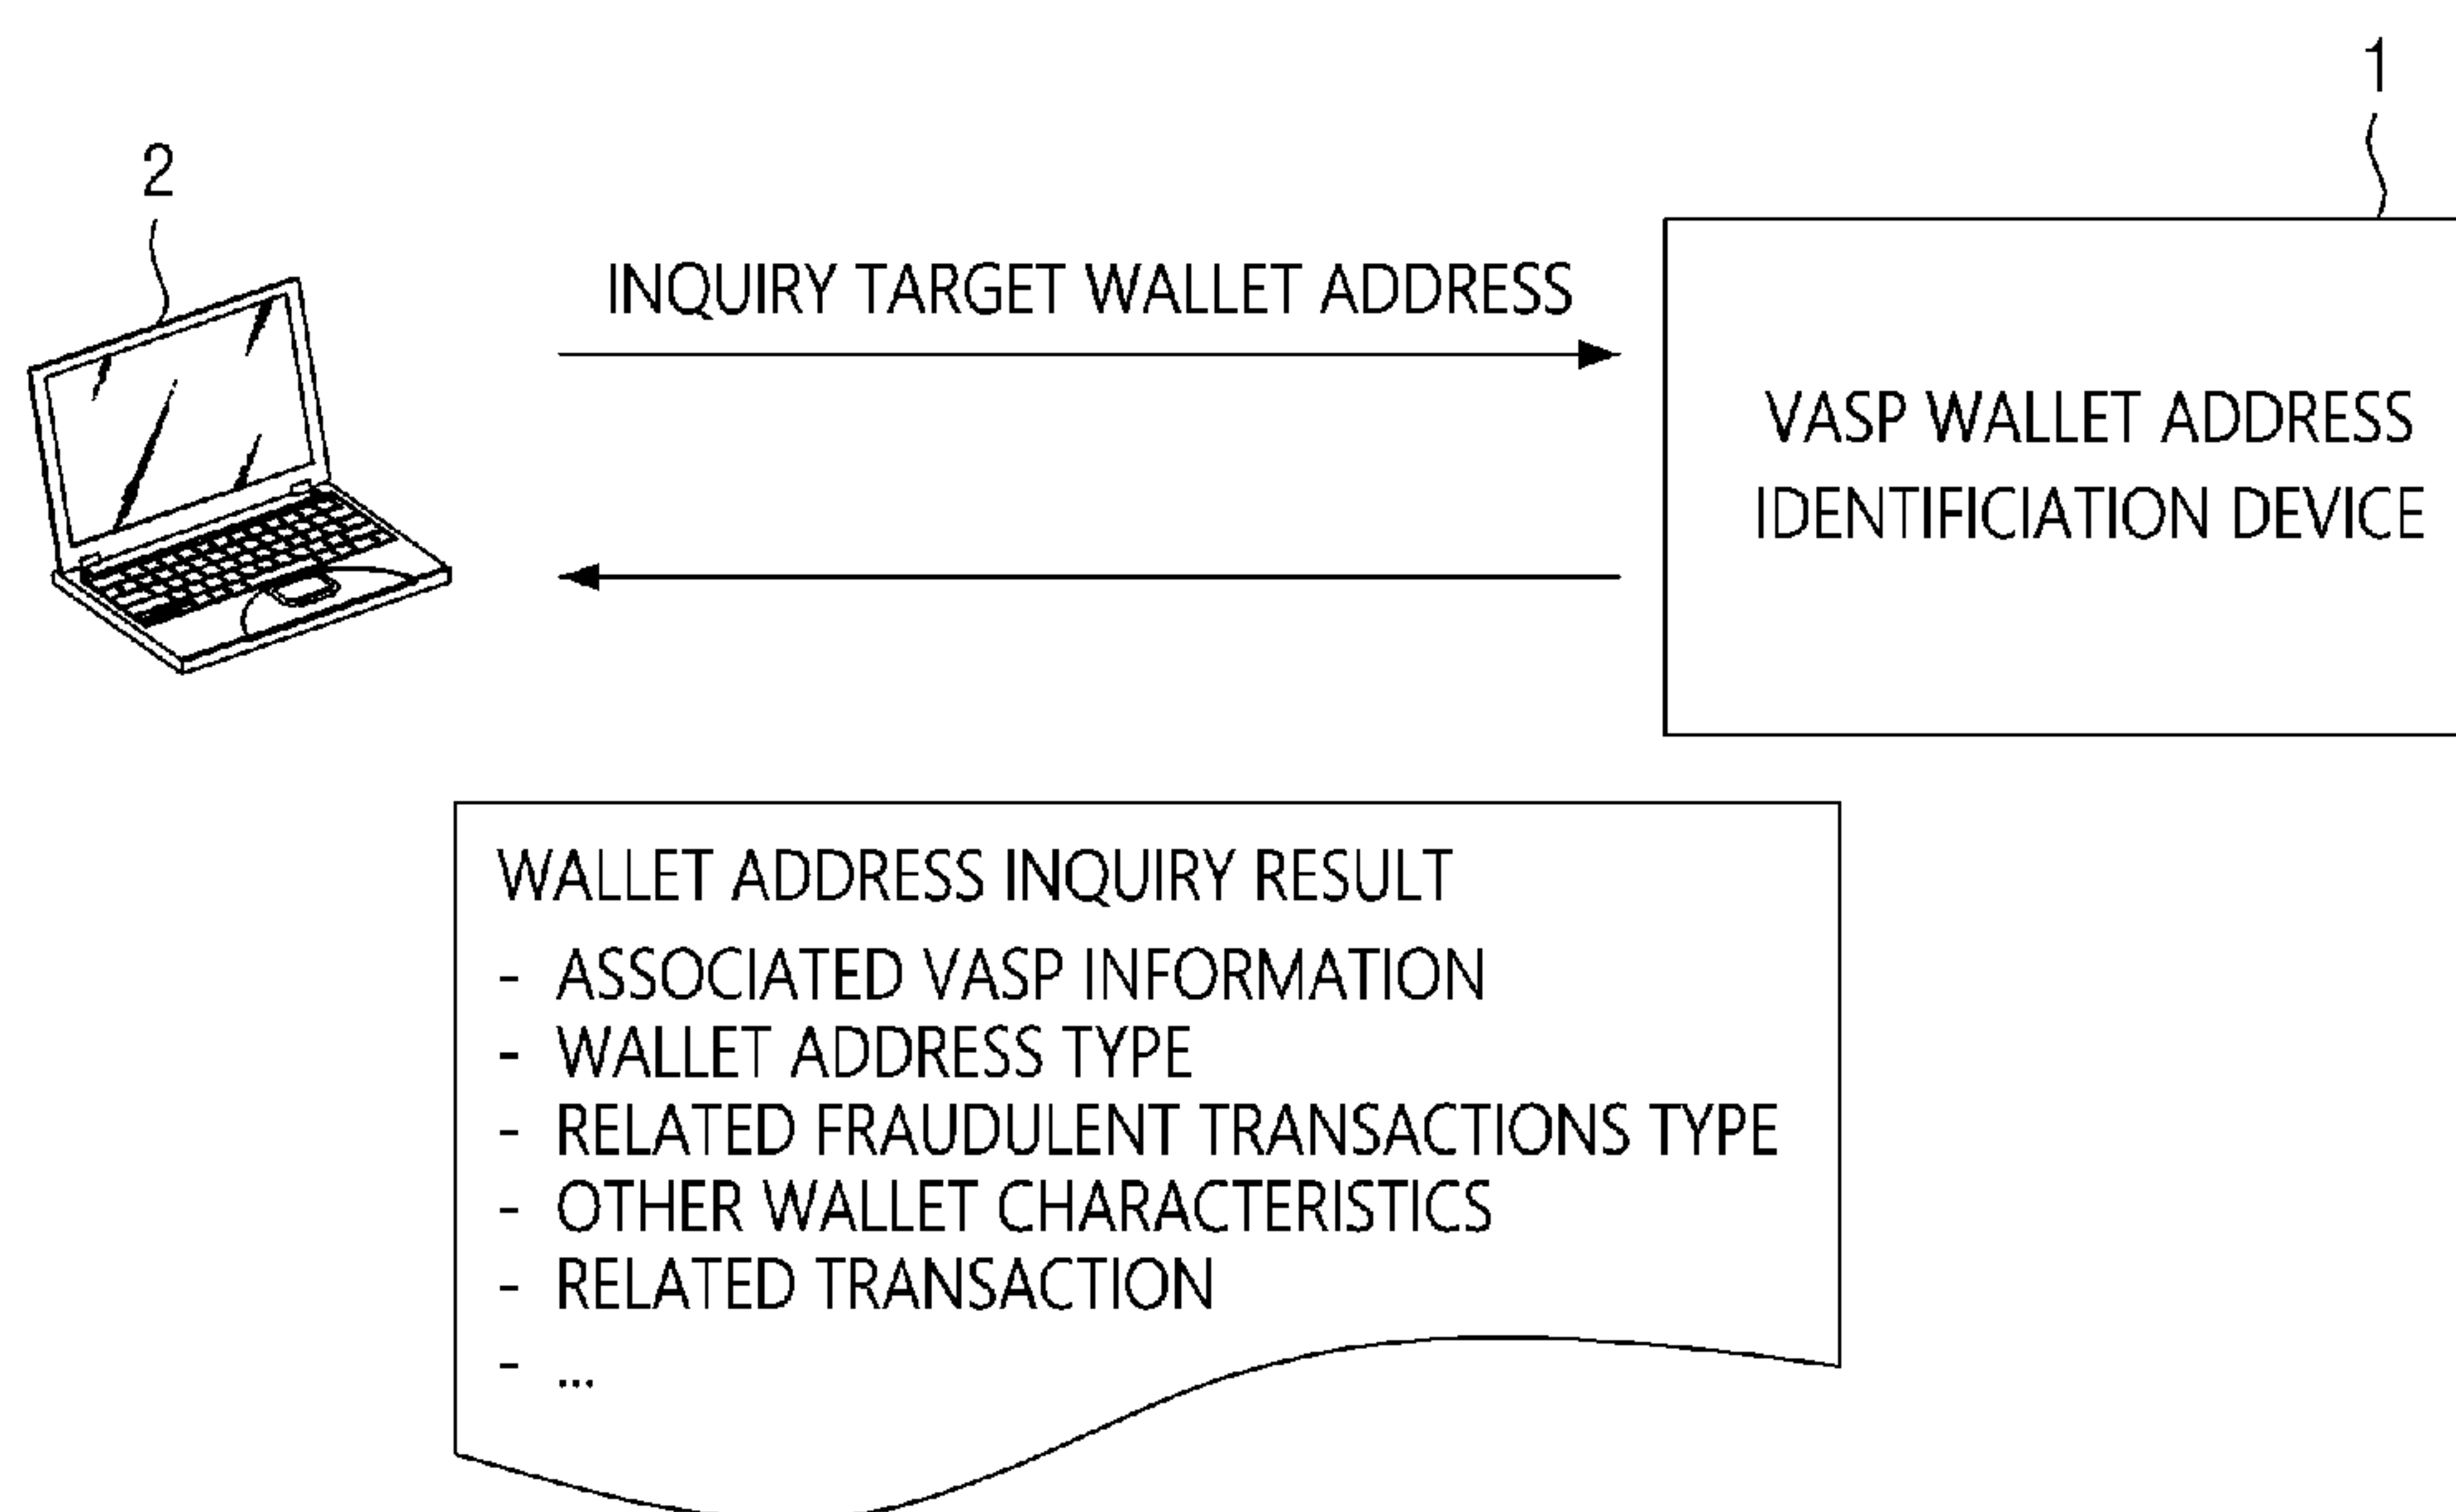 1
2
INQUIRY TARGET WALLET ADDRESS
VASP WALLET ADDRESS
IDENTIFICIATION DEVICE
WALLET ADDRESS INQUIRY RESULT
- ASSOCIATED VASP INFORMATION
- WALLET ADDRESS TYPE
- RELATED FRAUDULENT TRANSACTIONS TYPE
- OTHER WALLET CHARACTERISTICS
- RELATED TRANSACTION
- ...